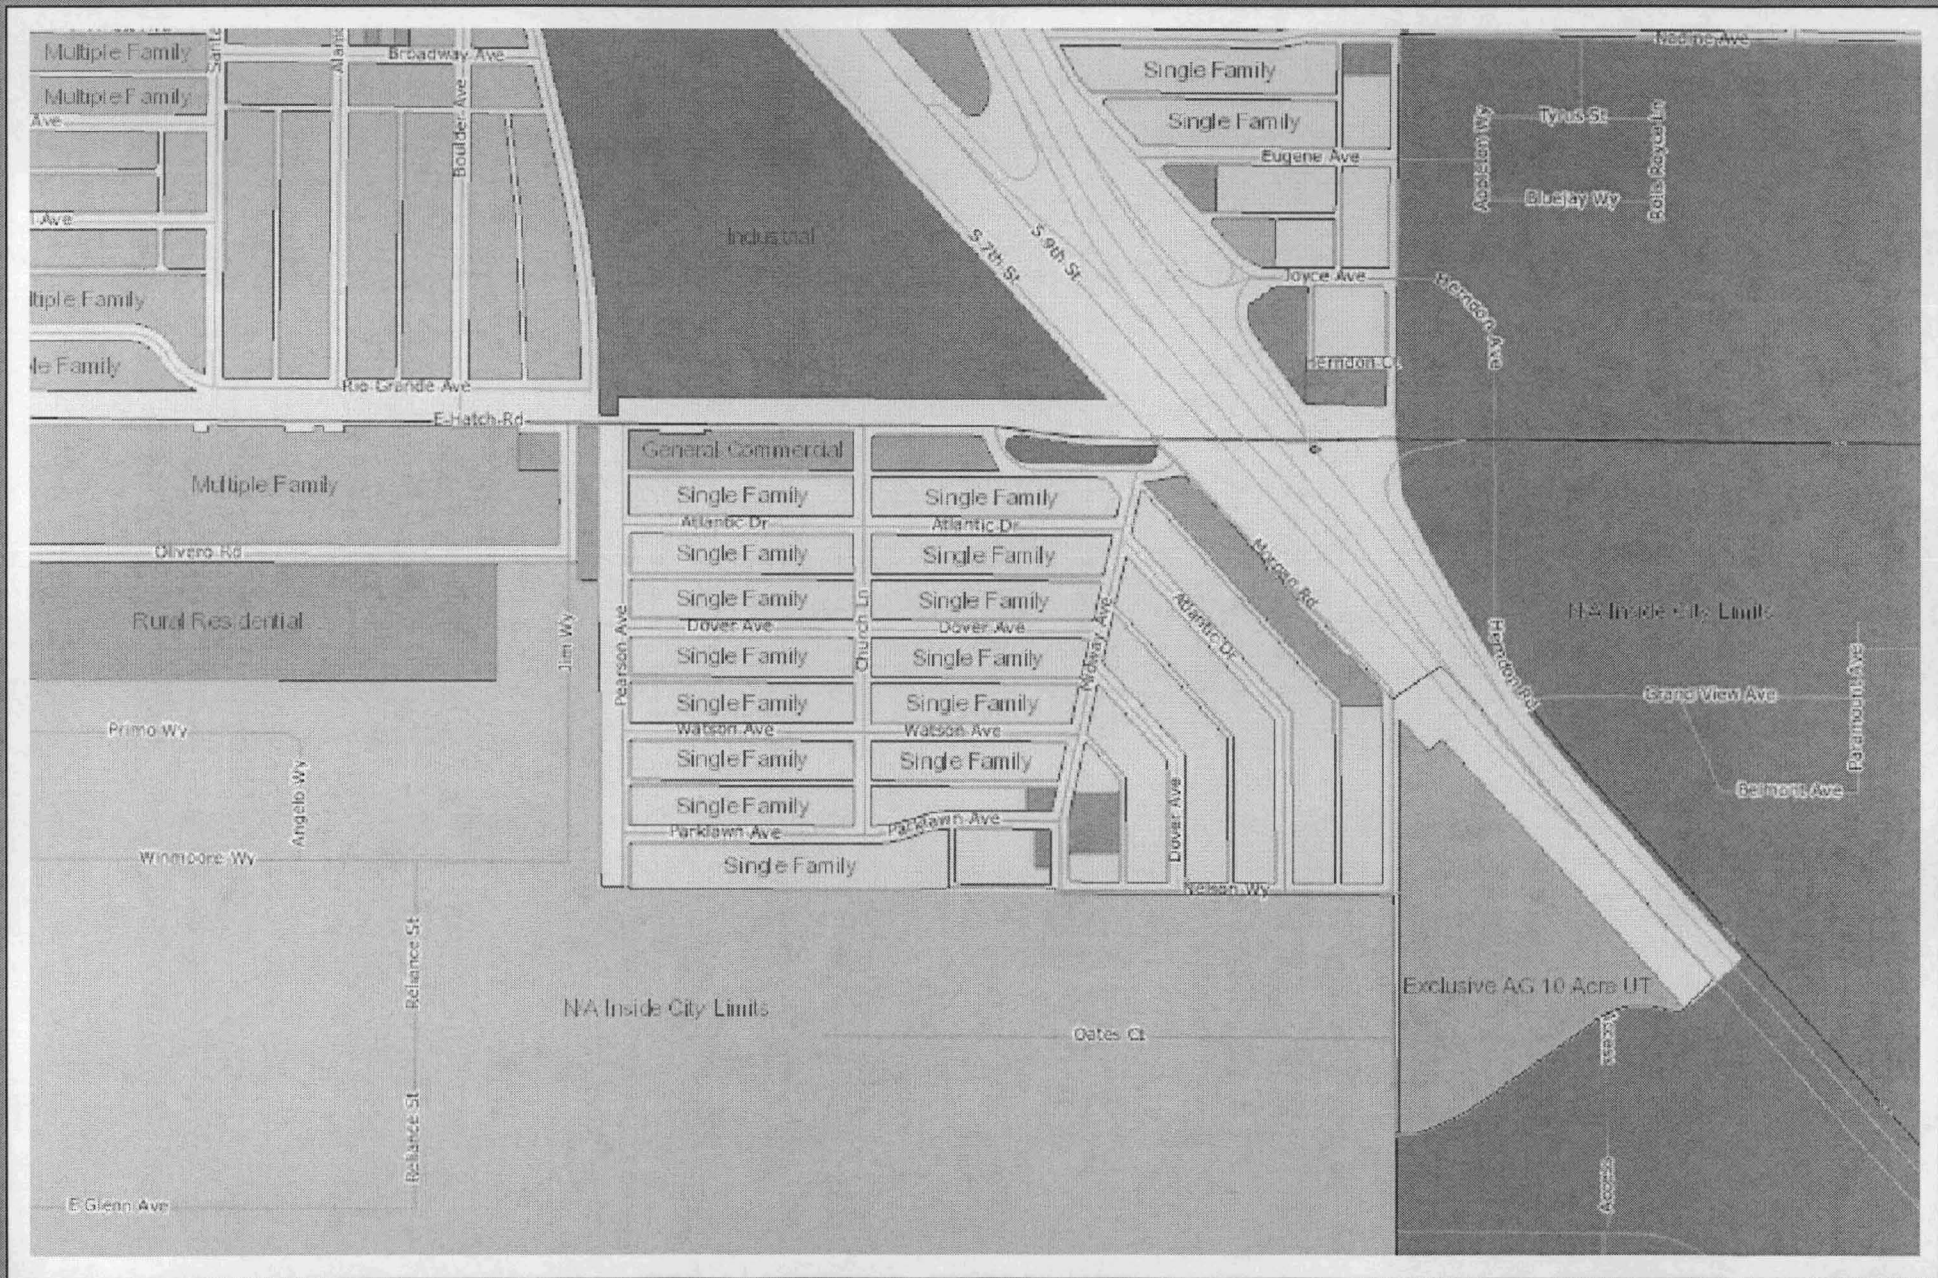 Multiple Family
Broadway Ave
Nadine Ave
Single Family
Multiple Family
Ave
Boulder Ave
Single Family
Appleton Wy
Tyrus St
Rolls Royce Ln
Eugene Ave
Bluejay Wy
Ave
Industrial
S 7th St
S 9th St
Joyce Ave
Herndon Ave
ltiple Family
le Family
Herndon Ct
Rio Grande Ave
E Hatch Rd
General Commercial
Multiple Family
Single Family
Single Family
Atlantic Dr
Atlantic Dr
Olivero Rd
Single Family
Single Family
Morgan Rd
Rural Residential
Jim Wy
Pearson Ave
Single Family
Church Ln
Single Family
Dover Ave
Dover Ave
Midway Ave
Atlantic Dr
Herndon Rd
N/A Inside City Limits
Single Family
Single Family
Grand View Ave
Paramount Ave
Single Family
Single Family
Primo Wy
Watson Ave
Watson Ave
Angelo Wy
Single Family
Single Family
Belmont Ave
Single Family
Parklawn Ave
Parklawn Ave
Dover Ave
Winmoore Wy
Single Family
Nelson Wy
Reliance St
N/A Inside City Limits
Exclusive AG 10 Acre UT
Oates Ct
Access
Reliance St
Access
E Glenn Ave